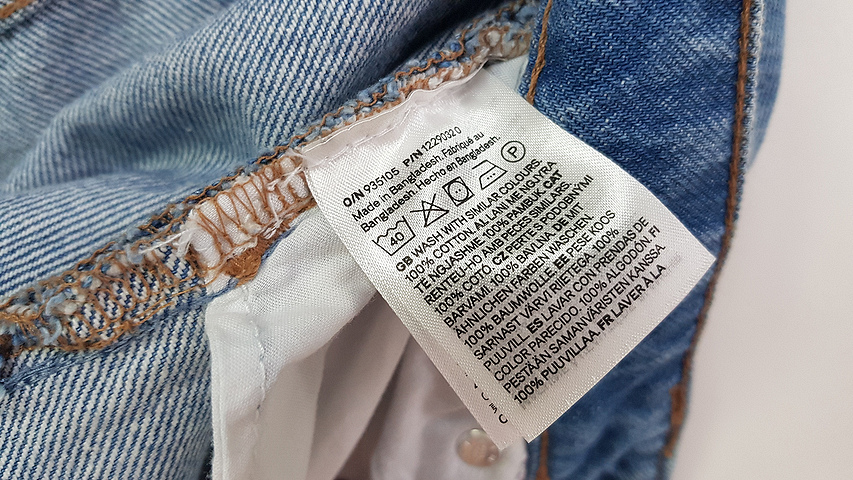 O/N 935105 P/N 12290320
Made in Bangladesh. Fabriqué au
Bangladesh. Hecho en Bangladesh.
40 P
GB WASH WITH SIMILAR COLOURS.
100% COTTON. AL LANI ME NGJYRA
TË NGJASHME. 100% PAMBUK. CAT
RENTEU-HO AMB PECES SIMILARS.
100% COTÓ CZ PERTE S PODOBNÝMI
BARVAMI. 100% BAVLNA. DE MIT
ÄHNLICHEN FARBEN WASCHEN.
100% BAUMWOLLE EE PESE KOOS
SARNAST VÄRVI RIIETEGA. 100%
PUUVILL. ES LAVAR CON PRENDAS DE
COLOR PARECIDO. 100% ALGODÓN. FI
PESTÄÄN SAMANVÄRISTEN KANSSA.
100% PUUVILLAA. FR LAVER À LA